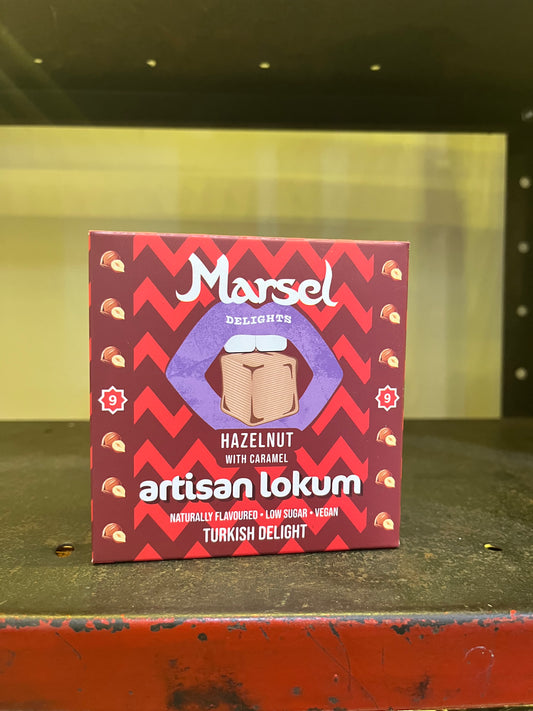 Marsel
DELIGHTS
9
9
HAZELNUT
WITH CARAMEL
artisan lokum
NATURALLY FLAVOURED • LOW SUGAR • VEGAN
TURKISH DELIGHT